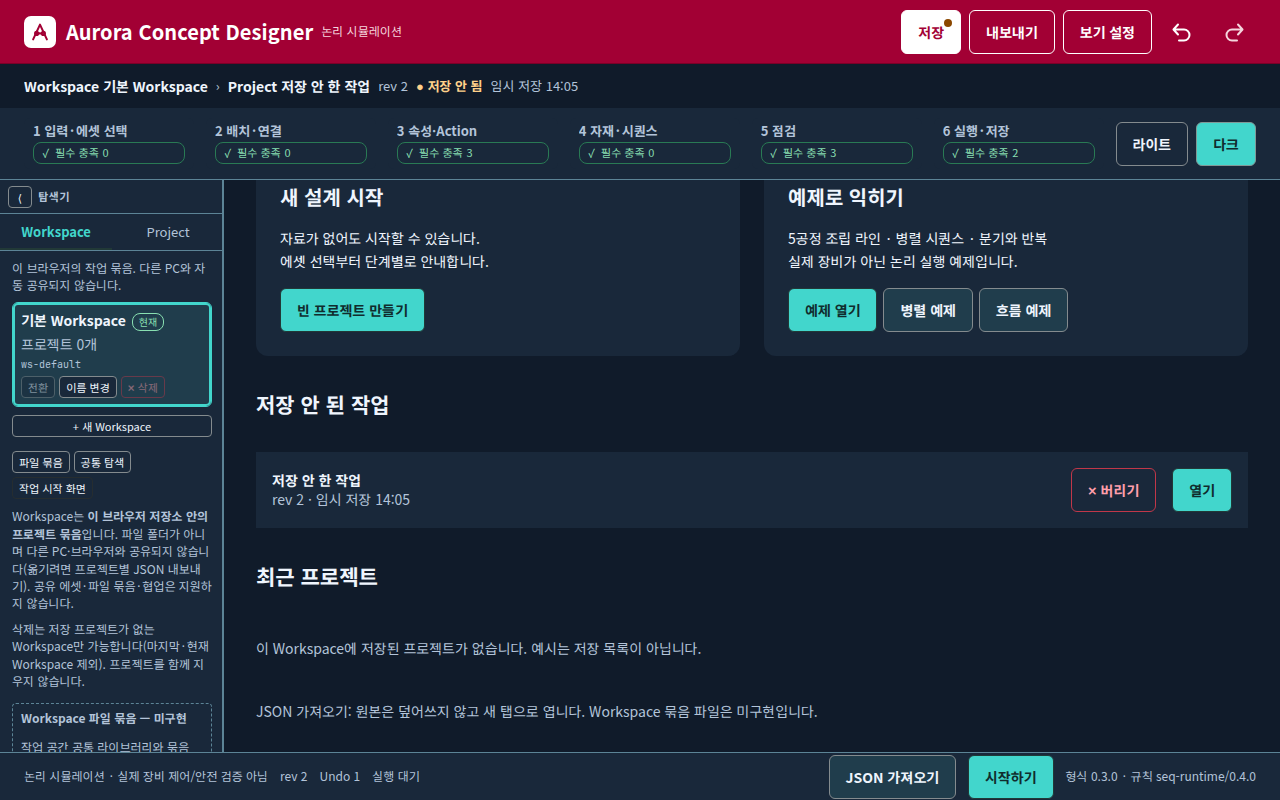 Aurora Concept Designer 논리 시뮬레이션
저장 내보내기 보기 설정
Workspace 기본 Workspace › Project 저장 안 한 작업 rev 2 ● 저장 안 됨 임시 저장 14:05
1 입력·에셋 선택 2 배치·연결 3 속성·Action 4 자재·시퀀스 5 점검 6 실행·저장
✓ 필수 충족 0 ✓ 필수 충족 0 ✓ 필수 충족 3 ✓ 필수 충족 0 ✓ 필수 충족 3 ✓ 필수 충족 2
라이트 다크
⟨ 탐색기
Workspace Project
이 브라우저의 작업 묶음. 다른 PC와 자
동 공유되지 않습니다.
기본 Workspace 현재
프로젝트 0개
ws-default
전환 이름 변경 × 삭제
+ 새 Workspace
파일 묶음 공통 탐색
작업 시작 화면
Workspace는 이 브라우저 저장소 안의
프로젝트 묶음입니다. 파일 폴더가 아니
며 다른 PC·브라우저와 공유되지 않습니
다(옮기려면 프로젝트별 JSON 내보내
기). 공유 에셋·파일 묶음·협업은 지원하
지 않습니다.
삭제는 저장 프로젝트가 없는
Workspace만 가능합니다(마지막·현재
Workspace 제외). 프로젝트를 함께 지
우지 않습니다.
Workspace 파일 묶음 — 미구현
작업 공간 공통 라이브러리와 묶음
새 설계 시작
자료가 없어도 시작할 수 있습니다.
에셋 선택부터 단계별로 안내합니다.
빈 프로젝트 만들기
예제로 익히기
5공정 조립 라인 · 병렬 시퀀스 · 분기와 반복
실제 장비가 아닌 논리 실행 예제입니다.
예제 열기 병렬 예제 흐름 예제
저장 안 된 작업
저장 안 한 작업
rev 2 · 임시 저장 14:05
× 버리기 열기
최근 프로젝트
이 Workspace에 저장된 프로젝트가 없습니다. 예시는 저장 목록이 아닙니다.
JSON 가져오기: 원본은 덮어쓰지 않고 새 탭으로 엽니다. Workspace 묶음 파일은 미구현입니다.
논리 시뮬레이션 · 실제 장비 제어/안전 검증 아님 rev 2 Undo 1 실행 대기
JSON 가져오기 시작하기 형식 0.3.0 · 규칙 seq-runtime/0.4.0